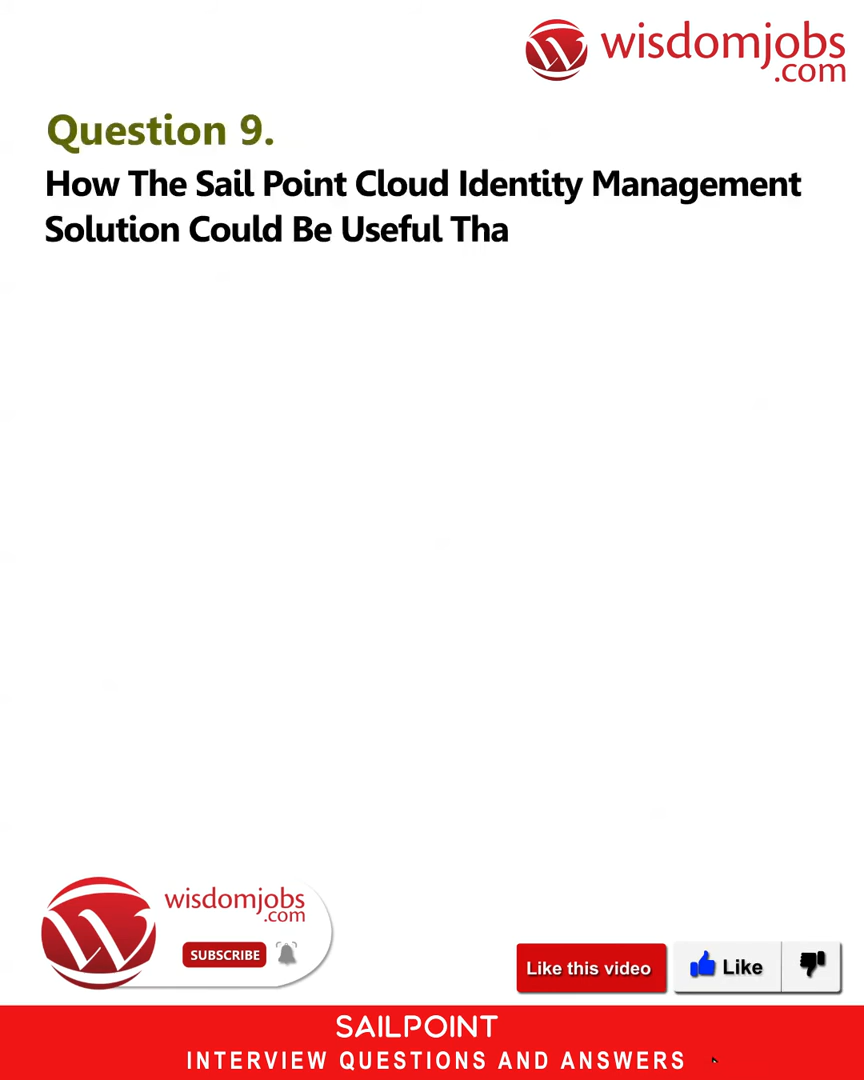 wisdomjobs
.com
Question 9.
How The Sail Point Cloud Identity Management
Solution Could Be Useful Tha
wisdomjobs
.com
SUBSCRIBE
Like this video
Like
SAILPOINT
INTERVIEW QUESTIONS AND ANSWERS